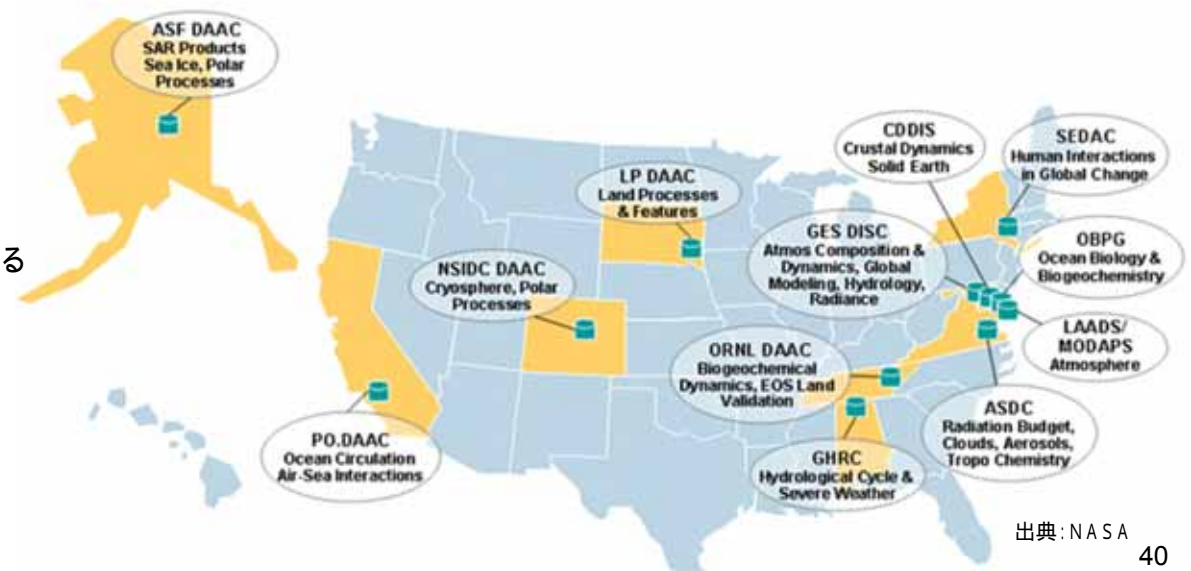 ASF DAAC
SAR Products
Sea Ice, Polar
Processes
CDDIS
Crustal Dynamics
Solid Earth
SEDAC
Human Interactions
in Global Change
LP DAAC
Land Processes
& Features
GES DISC
Atmos Composition &
Dynamics, Global
Modeling, Hydrology,
Radiance
OBPG
Ocean Biology &
Biogeochemistry
る
NSIDC DAAC
Cryosphere, Polar
Processes
LAADS/
MODAPS
Atmosphere
ORNL DAAC
Biogeochemical
Dynamics, EOS Land
Validation
ASDC
Radiation Budget,
Clouds, Aerosols,
Tropo Chemistry
PO.DAAC
Ocean Circulation
Air-Sea Interactions
GHRC
Hydrological Cycle &
Severe Weather
出典:NASA
40